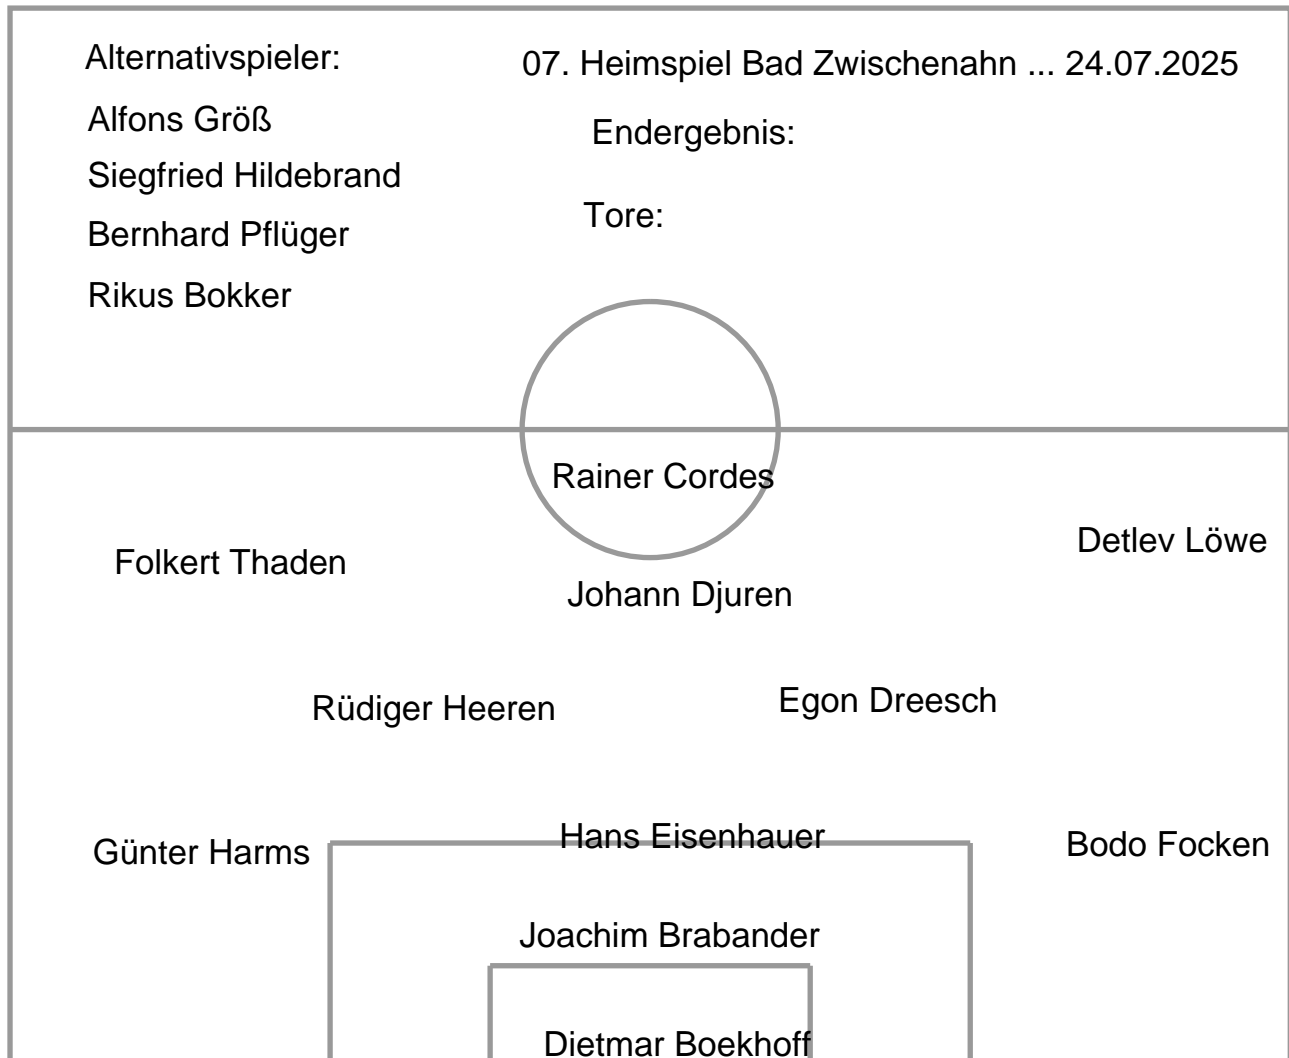 Alternativspieler:
07. Heimspiel Bad Zwischenahn ... 24.07.2025
Alfons Größ
Endergebnis:
Siegfried Hildebrand
Tore:
Bernhard Pflüger
Rikus Bokker
Rainer Cordes
Detlev Löwe
Folkert Thaden
Johann Djuren
Egon Dreesch
Rüdiger Heeren
Hans Eisenhauer
Bodo Focken
Günter Harms
Joachim Brabander
Dietmar Boekhoff